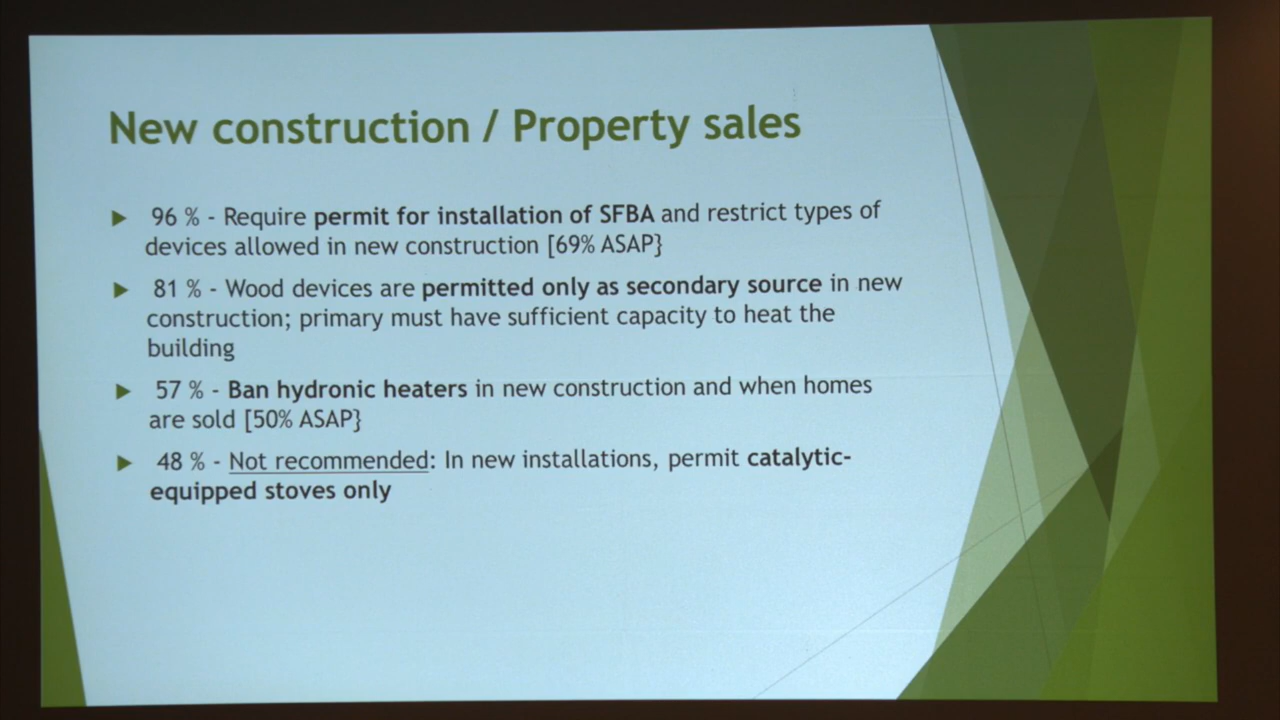 New construction / Property sales
96 % - Require permit for installation of SFBA and restrict types of
devices allowed in new construction [69% ASAP}
81 % - Wood devices are permitted only as secondary source in new
construction; primary must have sufficient capacity to heat the
building
57 % - Ban hydronic heaters in new construction and when homes
are sold [50% ASAP}
48 % - Not recommended: In new installations, permit catalytic-
equipped stoves only